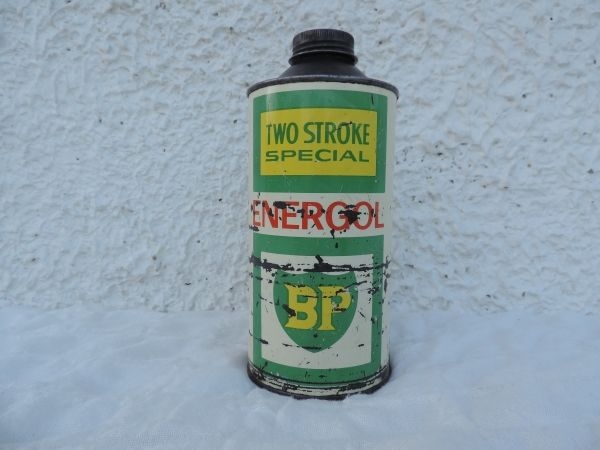 TWO STROKE
SPECIAL
ENERGOL
BP